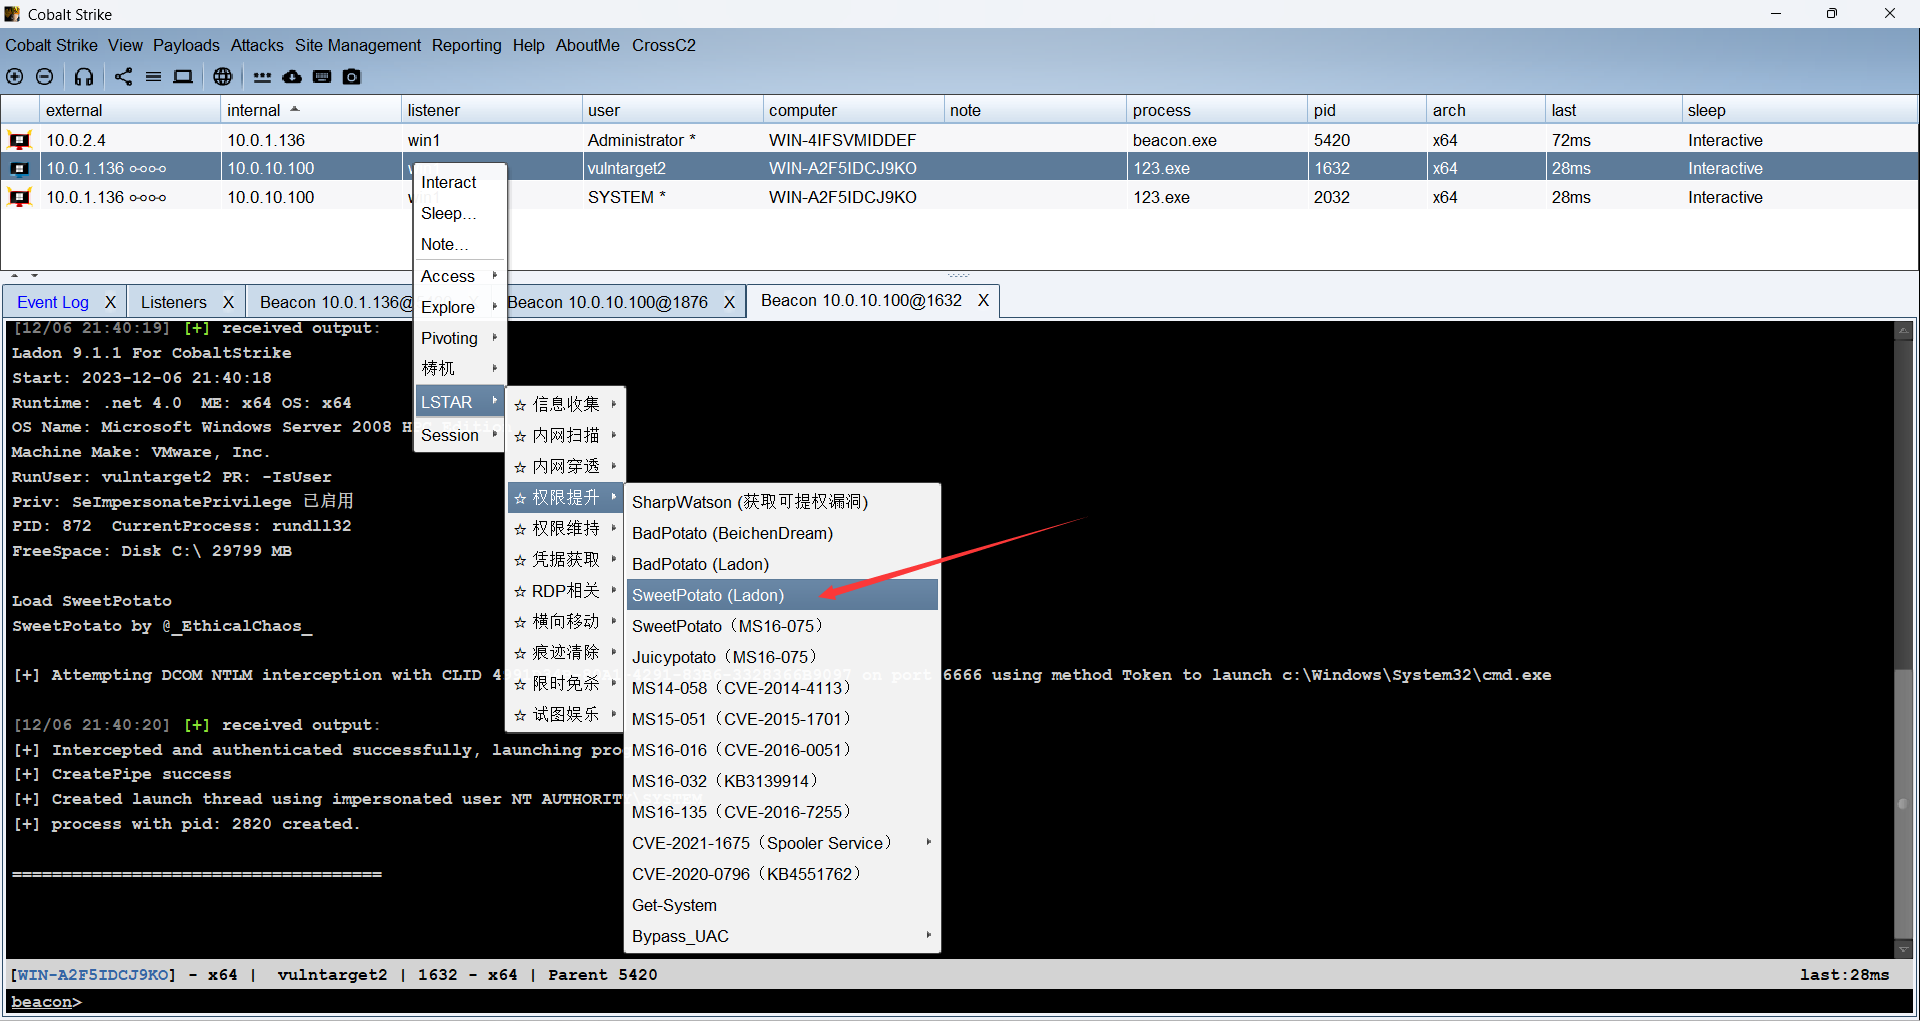 Cobalt Strike
Cobalt Strike View Payloads Attacks Site Management Reporting Help AboutMe CrossC2
external internal listener user computer note process pid arch last sleep
10.0.2.4 10.0.1.136 win1 Administrator * WIN-4IFSVMIDDEF beacon.exe 5420 x64 72ms Interactive
10.0.1.136 10.0.10.100 vulntarget2 WIN-A2F5IDCJ9KO 123.exe 1632 x64 28ms Interactive
10.0.1.136 10.0.10.100 SYSTEM * WIN-A2F5IDCJ9KO 123.exe 2032 x64 28ms Interactive
Interact
Sleep...
Note...
Access
Explore
Pivoting
梼杌
LSTAR
Session
Event Log X Listeners X Beacon 10.0.1.136@ Beacon 10.0.10.100@1876 X Beacon 10.0.10.100@1632 X
☆ 信息收集
☆ 内网扫描
☆ 内网穿透
☆ 权限提升
☆ 权限维持
☆ 凭据获取
☆ RDP相关
☆ 横向移动
☆ 痕迹清除
☆ 限时免杀
☆ 试图娱乐
SharpWatson (获取可提权漏洞)
BadPotato (BeichenDream)
BadPotato (Ladon)
SweetPotato (Ladon)
SweetPotato（MS16-075）
Juicypotato（MS16-075）
MS14-058（CVE-2014-4113）
MS15-051（CVE-2015-1701）
MS16-016（CVE-2016-0051）
MS16-032（KB3139914）
MS16-135（CVE-2016-7255）
CVE-2021-1675（Spooler Service）
CVE-2020-0796（KB4551762）
Get-System
Bypass_UAC
[12/06 21:40:19] [+] received output:
Ladon 9.1.1 For CobaltStrike
Start: 2023-12-06 21:40:18
Runtime: .net 4.0 ME: x64 OS: x64
OS Name: Microsoft Windows Server 2008
Machine Make: VMware, Inc.
RunUser: vulntarget2 PR: -IsUser
Priv: SeImpersonatePrivilege 已启用
PID: 872 CurrentProcess: rundll32
FreeSpace: Disk C:\ 29799 MB
Load SweetPotato
SweetPotato by @_EthicalChaos_
[+] Attempting DCOM NTLM interception with CLID on port 6666 using method Token to launch c:\Windows\System32\cmd.exe
[12/06 21:40:20] [+] received output:
[+] Intercepted and authenticated successfully, launching
[+] CreatePipe success
[+] Created launch thread using impersonated user NT
[+] process with pid: 2820 created.
=====================================
[WIN-A2F5IDCJ9KO] - x64 | vulntarget2 | 1632 - x64 | Parent 5420 last:28ms
beacon>